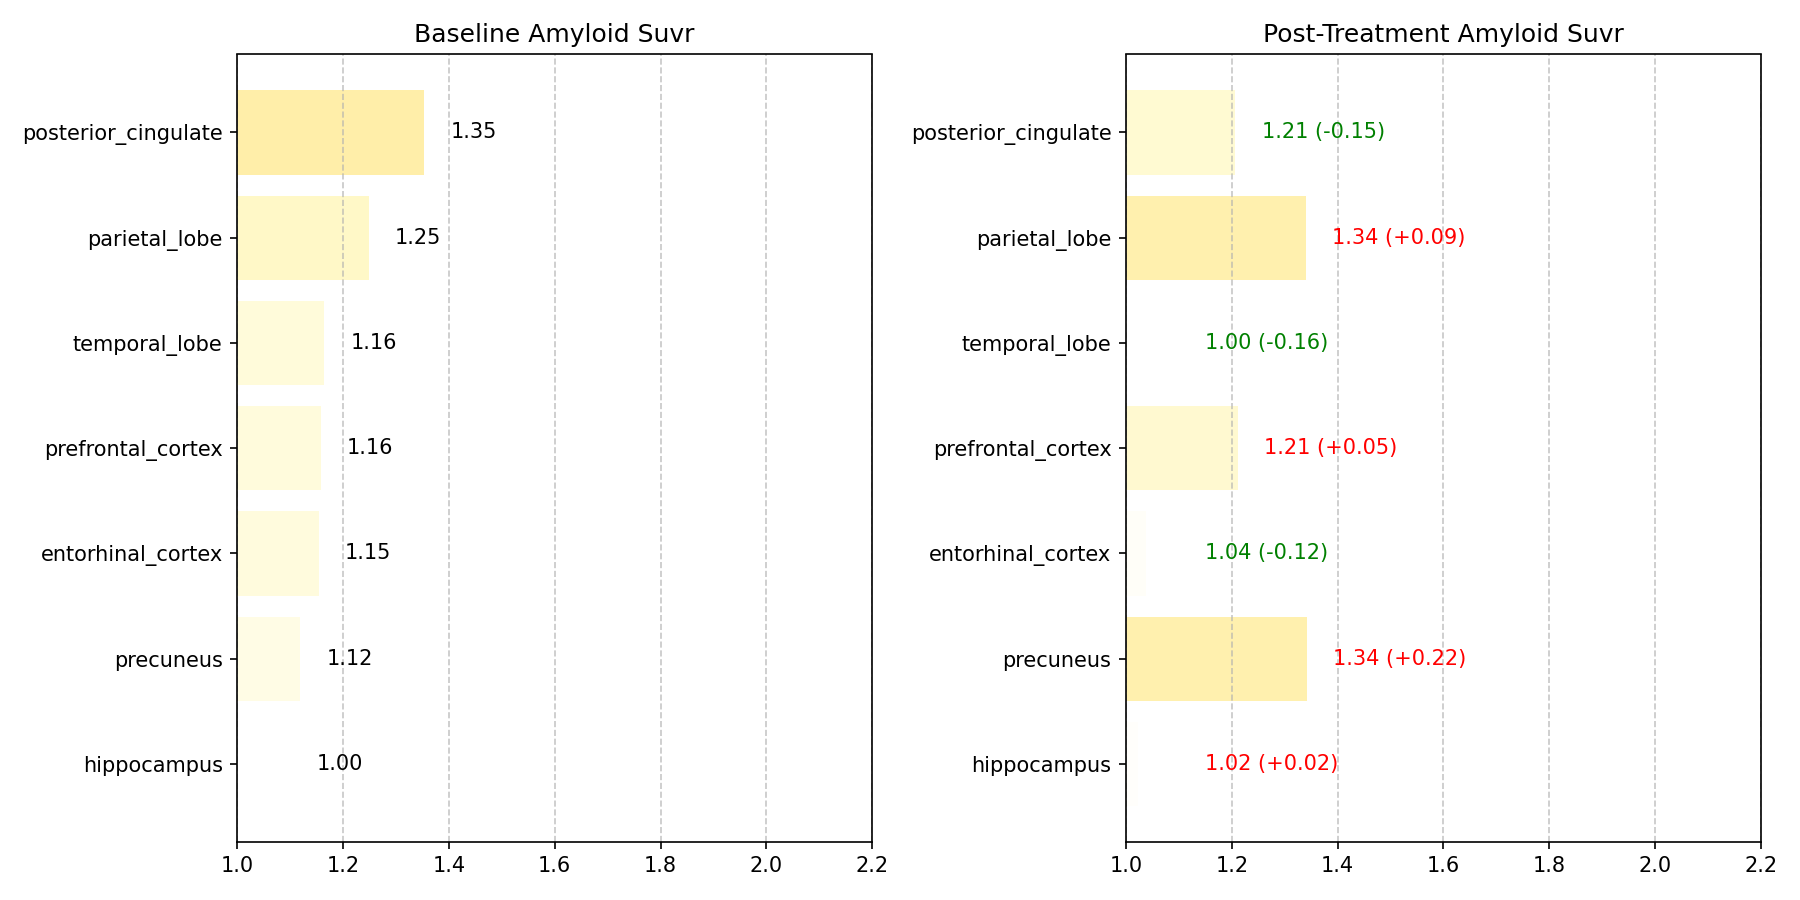 Baseline Amyloid Suvr
posterior_cingulate
1.35
parietal_lobe
1.25
temporal_lobe
1.16
prefrontal_cortex
1.16
entorhinal_cortex
1.15
precuneus
1.12
hippocampus
1.00
1.0 1.2 1.4 1.6 1.8 2.0 2.2
Post-Treatment Amyloid Suvr
posterior_cingulate
1.21 (-0.15)
parietal_lobe
1.34 (+0.09)
temporal_lobe
1.00 (-0.16)
prefrontal_cortex
1.21 (+0.05)
entorhinal_cortex
1.04 (-0.12)
precuneus
1.34 (+0.22)
hippocampus
1.02 (+0.02)
1.0 1.2 1.4 1.6 1.8 2.0 2.2